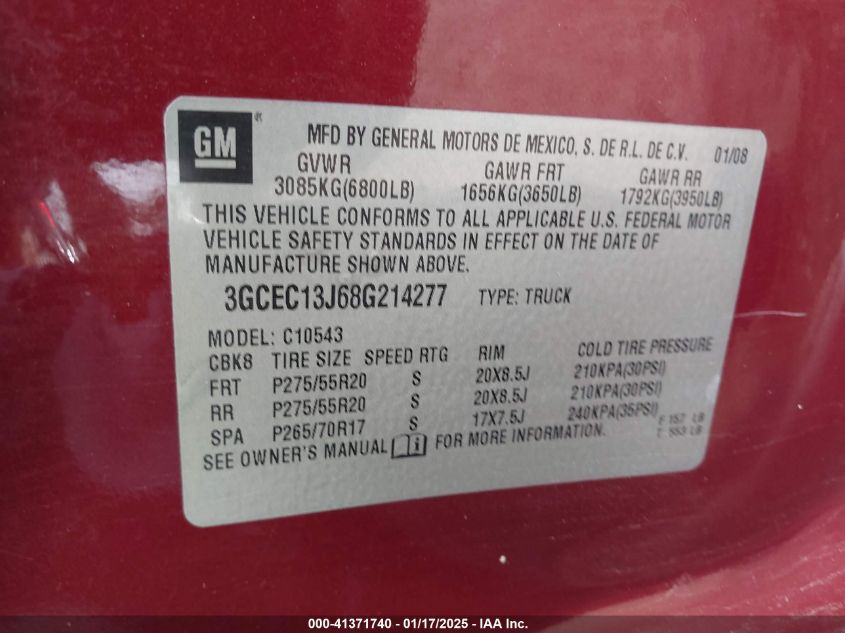 GM ®
MFD BY GENERAL MOTORS DE MEXICO, S. DE R.L. DE C.V. 01/08
GVWR GAWR FRT GAWR RR
3085KG(6800LB) 1656KG(3650LB) 1792KG(3950LB)
THIS VEHICLE CONFORMS TO ALL APPLICABLE U.S. FEDERAL MOTOR
VEHICLE SAFETY STANDARDS IN EFFECT ON THE DATE OF
MANUFACTURE SHOWN ABOVE.
3GCEC13J68G214277 TYPE: TRUCK
MODEL: C10543
CBK8 TIRE SIZE SPEED RTG RIM COLD TIRE PRESSURE
FRT P275/55R20 S 20X8.5J 210KPA(30PSI)
RR P275/55R20 S 20X8.5J 210KPA(30PSI)
SPA P265/70R17 S 17X7.5J 240KPA(35PSI)
SEE OWNER'S MANUAL i FOR MORE INFORMATION.
F 157 LB
T 553 LB
000-41371740 - 01/17/2025 - IAA Inc.